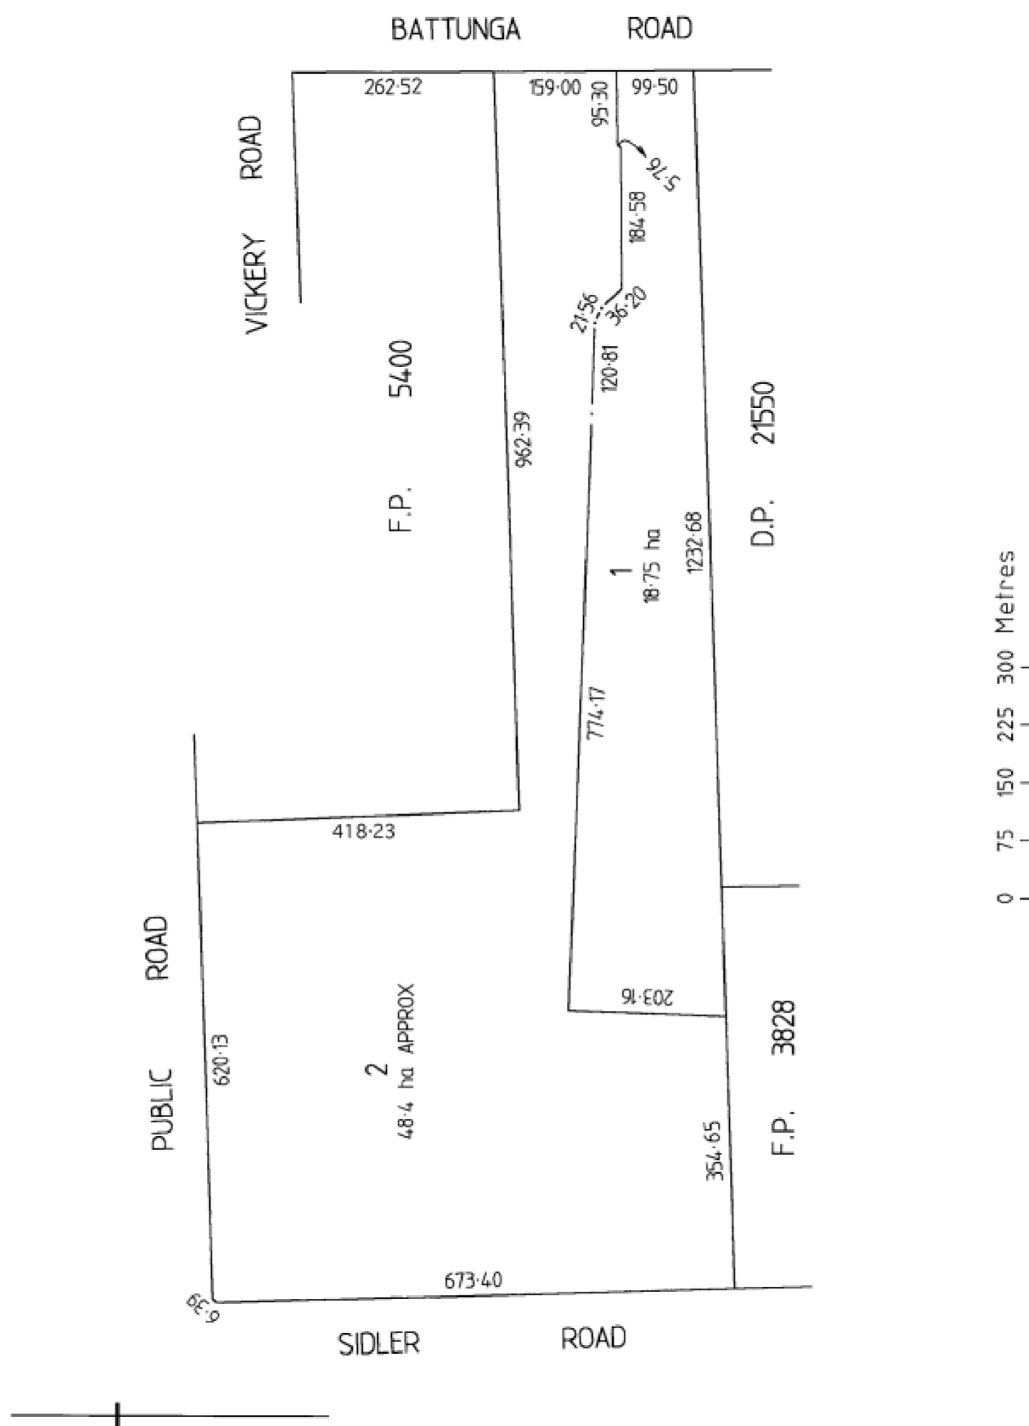 BATTUNGA ROAD
262·52
159·00
95·30
99·50
5·76
VICKERY ROAD
184·58
21·56
36·20
120·81
F.P. 5400
962·39
D.P. 21550
1
18·75 ha
1232·68
774·17
0 75 150 225 300 Metres
418·23
PUBLIC ROAD
620·13
203·16
2
48·4 ha APPROX
F.P. 3828
354·65
673·40
6·39
SIDLER ROAD